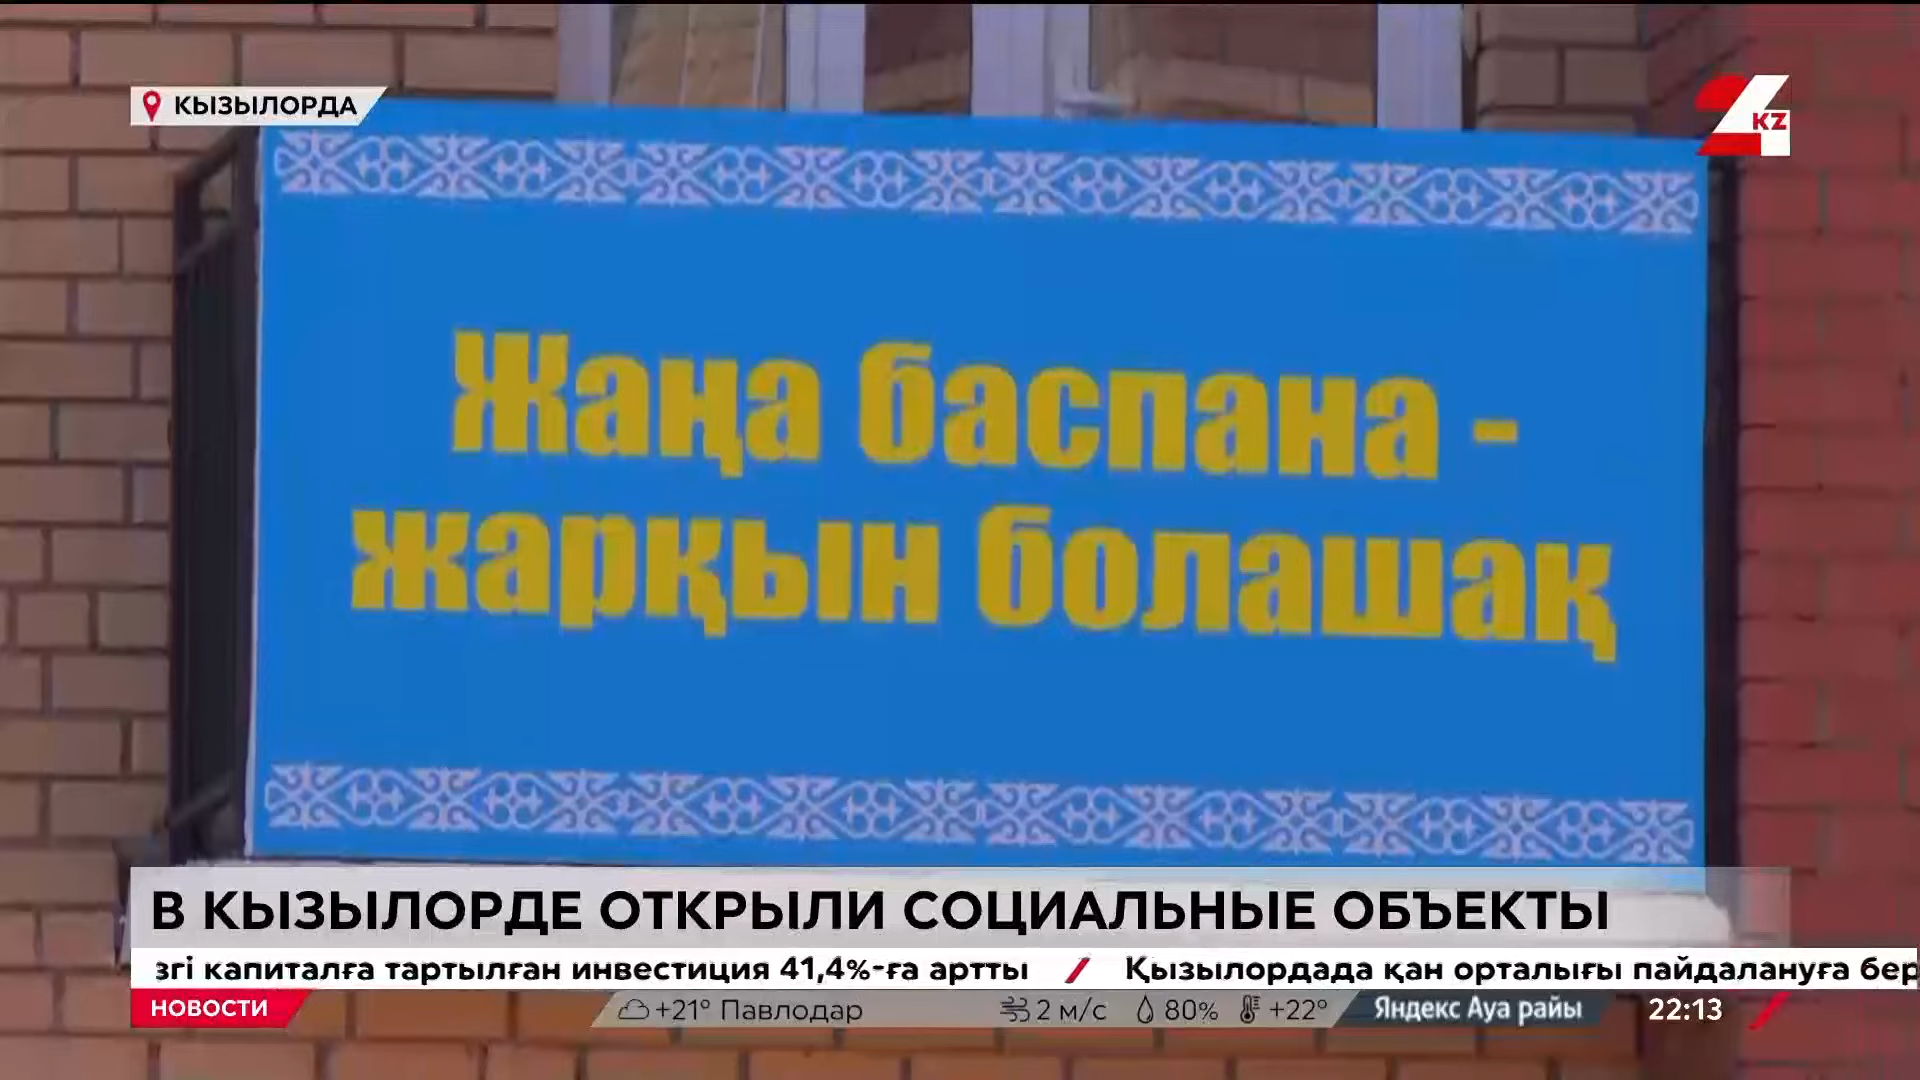 КЫЗЫЛОРДА
24 KZ
Жаңа баспана -
жарқын болашақ
В КЫЗЫЛОРДЕ ОТКРЫЛИ СОЦИАЛЬНЫЕ ОБЪЕКТЫ
згі капиталға тартылған инвестиция 41,4%-ға артты / Қызылордада қан орталығы пайдалануға бер
НОВОСТИ +21° Павлодар 2 м/с 80% +22° Яндекс Ауа райы 22:13